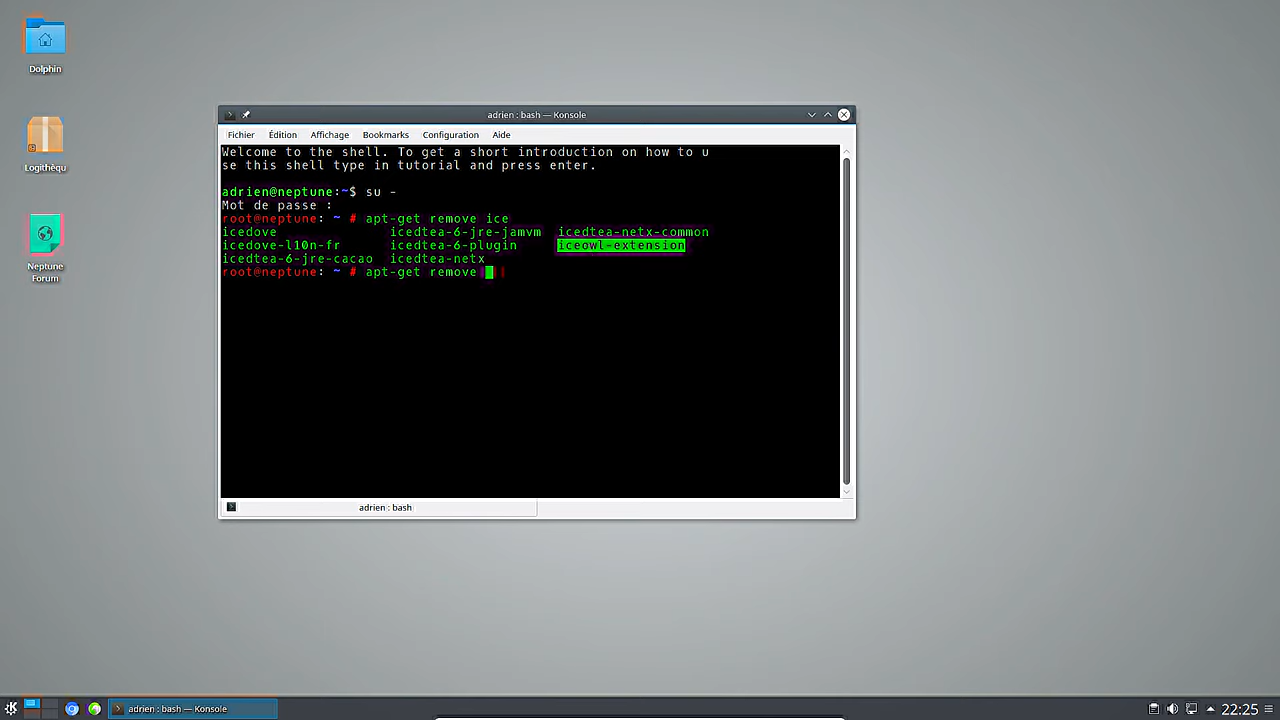 Dolphin
Logithèqu
Neptune
Forum
adrien : bash — Konsole
Fichier Édition Affichage Bookmarks Configuration Aide
Welcome to the shell. To get a short introduction on how to u
se this shell type in tutorial and press enter.
adrien@neptune:~$ su -
Mot de passe :
root@neptune: ~ # apt-get remove ice
icedove icedtea-6-jre-jamvm icedtea-netx-common
icedove-l10n-fr icedtea-6-plugin iceowl-extension
icedtea-6-jre-cacao icedtea-netx
root@neptune: ~ # apt-get remove
adrien : bash
adrien : bash — Konsole
22:25